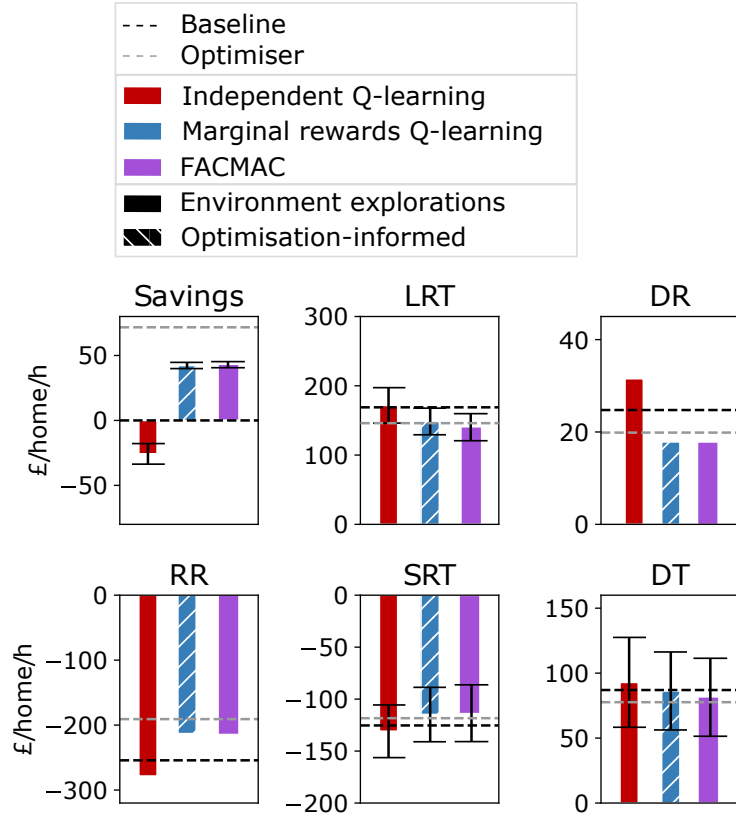 Baseline
Optimiser
Independent Q-learning
Marginal rewards Q-learning
FACMAC
Environment explorations
Optimisation-informed
Savings
LRT
DR
£/home/h
50
0
−50
300
200
100
0
40
20
0
RR
SRT
DT
£/home/h
0
−100
−200
−300
0
−50
−100
−150
−200
150
100
50
0